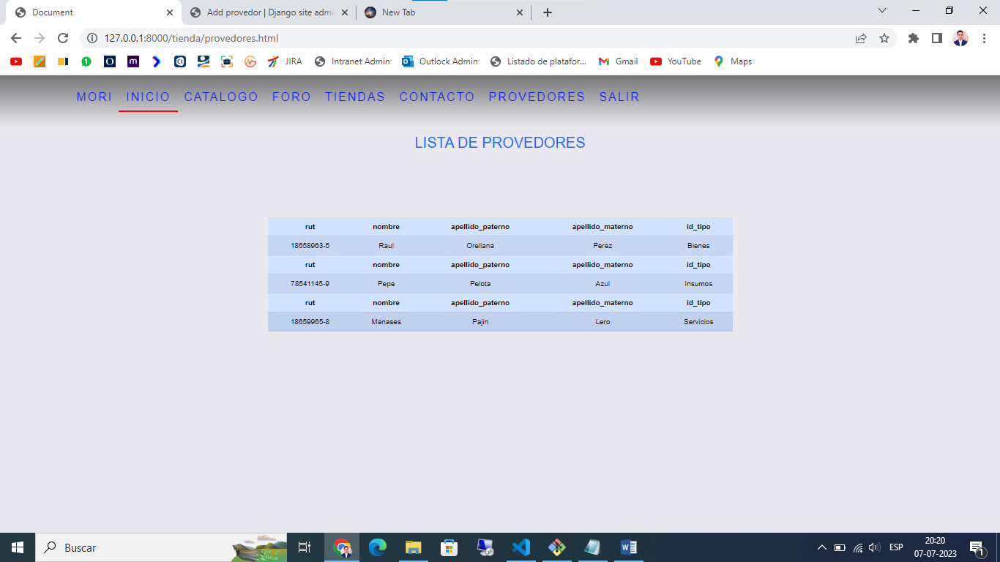 Document
Add provedor | Django site admi
New Tab
127.0.0.1:8000/tienda/provedores.html
JIRA
Intranet Admin
Outlock Admin
Listado de platafor...
Gmail
YouTube
Maps
MORI INICIO CATALOGO FORO TIENDAS CONTACTO PROVEDORES SALIR
LISTA DE PROVEDORES
rut nombre apellido_paterno apellido_materno id_tipo
18658963-5 Raul Orellana Perez Bienes
rut nombre apellido_paterno apellido_materno id_tipo
78541145-9 Pepe Pelota Azul Insumos
rut nombre apellido_paterno apellido_materno id_tipo
18659965-8 Manases Pajin Lero Servicios
Buscar
ESP
20:20
07-07-2023
1